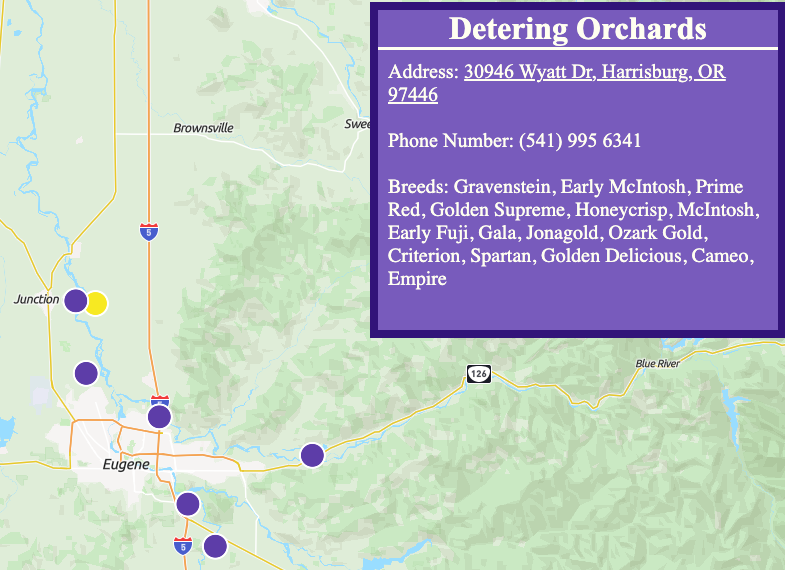 Detering Orchards
Address: 30946 Wyatt Dr, Harrisburg, OR
97446
Phone Number: (541) 995 6341
Breeds: Gravenstein, Early McIntosh, Prime
Red, Golden Supreme, Honeycrisp, McIntosh,
Early Fuji, Gala, Jonagold, Ozark Gold,
Criterion, Spartan, Golden Delicious, Cameo,
Empire
Brownsville
Swee
5
Junction
126
Blue River
Eugene
5